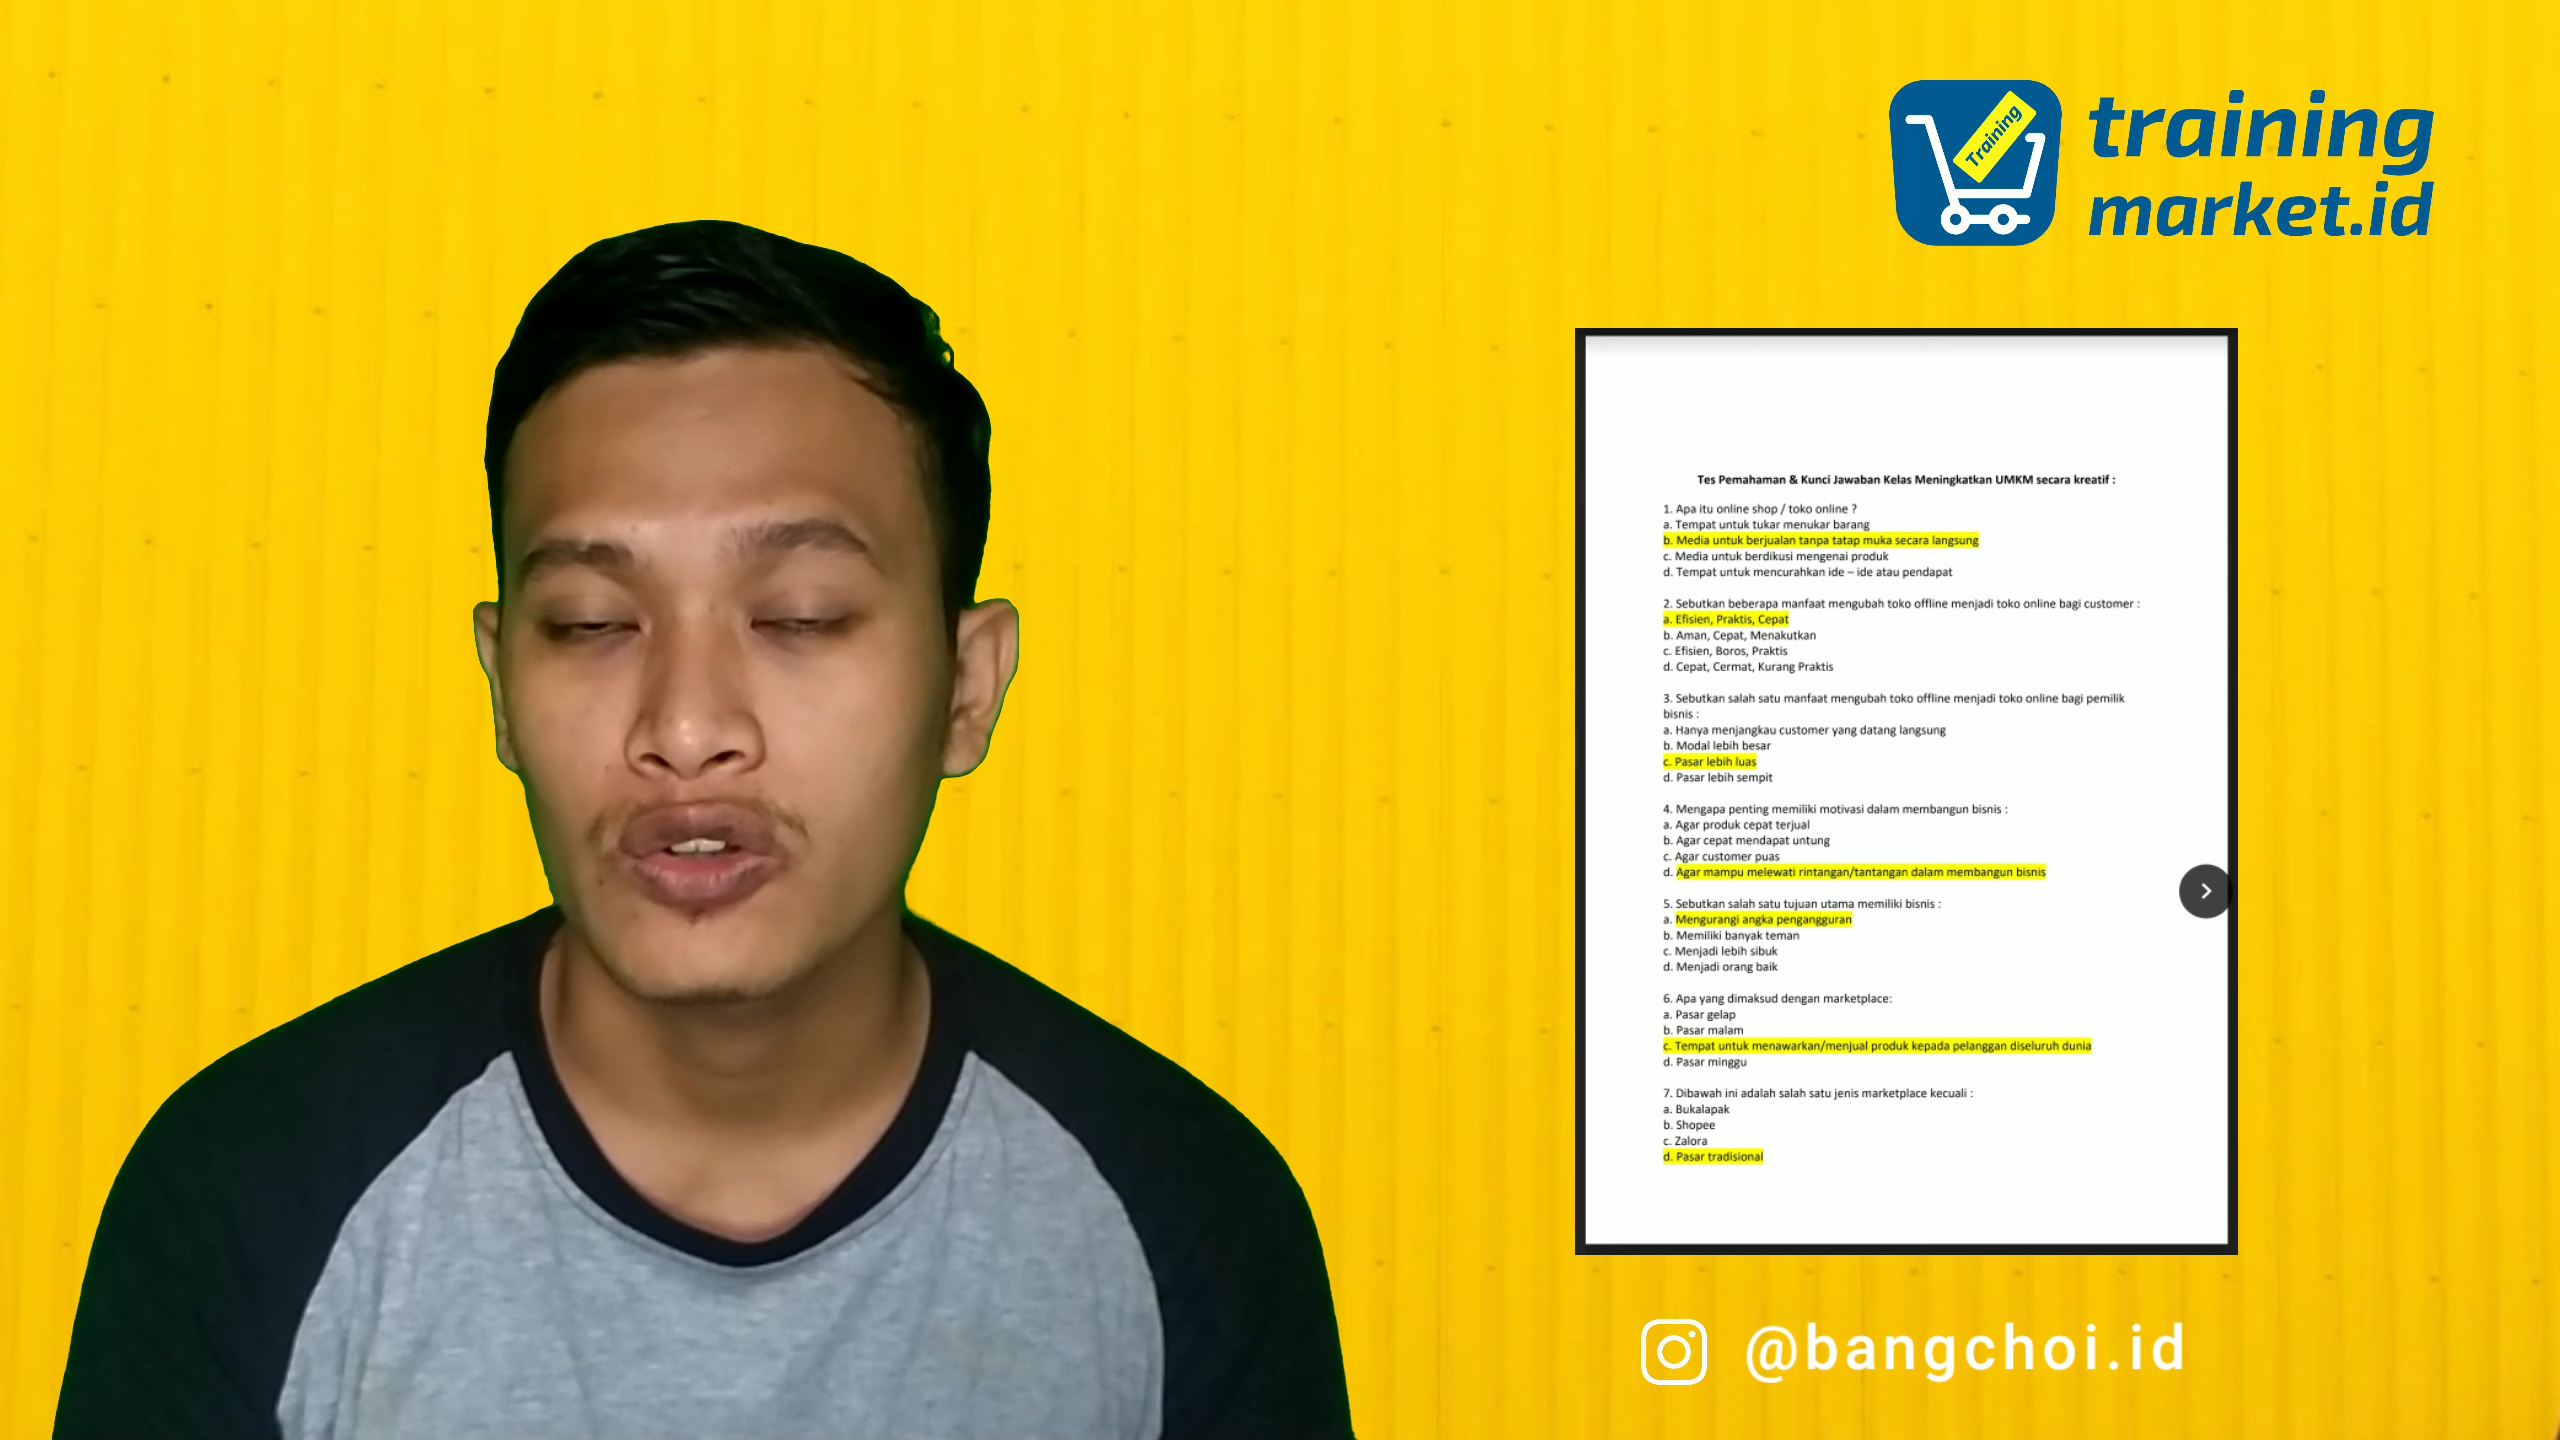 Training
training
market.id
Tes Pemahaman & Kunci Jawaban Kelas Meningkatkan UMKM secara kreatif :
1. Apa itu online shop / toko online ?
a. Tempat untuk tukar menukar barang
b. Media untuk berjualan tanpa tatap muka secara langsung
c. Media untuk berdikusi mengenai produk
d. Tempat untuk mencurahkan ide – ide atau pendapat
2. Sebutkan beberapa manfaat mengubah toko offline menjadi toko online bagi customer :
a. Efisien, Praktis, Cepat
b. Aman, Cepat, Menakutkan
c. Efisien, Boros, Praktis
d. Cepat, Cermat, Kurang Praktis
3. Sebutkan salah satu manfaat mengubah toko offline menjadi toko online bagi pemilik
bisnis :
a. Hanya menjangkau customer yang datang langsung
b. Modal lebih besar
c. Pasar lebih luas
d. Pasar lebih sempit
4. Mengapa penting memiliki motivasi dalam membangun bisnis :
a. Agar produk cepat terjual
b. Agar cepat mendapat untung
c. Agar customer puas
d. Agar mampu melewati rintangan/tantangan dalam membangun bisnis
5. Sebutkan salah satu tujuan utama memiliki bisnis :
a. Mengurangi angka pengangguran
b. Memiliki banyak teman
c. Menjadi lebih sibuk
d. Menjadi orang baik
6. Apa yang dimaksud dengan marketplace:
a. Pasar gelap
b. Pasar malam
c. Tempat untuk menawarkan/menjual produk kepada pelanggan diseluruh dunia
d. Pasar minggu
7. Dibawah ini adalah salah satu jenis marketplace kecuali :
a. Bukalapak
b. Shopee
c. Zalora
d. Pasar tradisional
@bangchoi.id